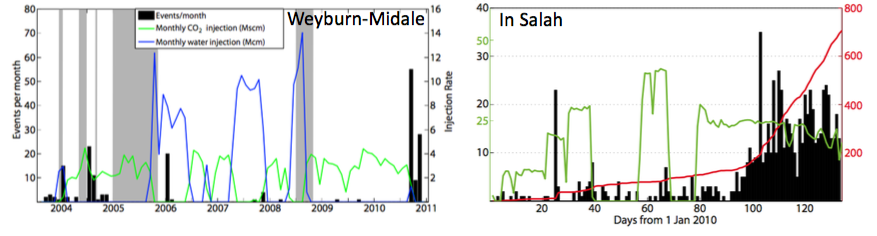 Weyburn-Midale
Events/month
Monthly CO2 injection (Mscm)
Monthly water injection (Mcm)
Events per month
80
70
60
50
40
30
20
10
16
14
12
10
8
6
4
2
Injection Rate
2004 2005 2006 2007 2008 2009 2010 2011
In Salah
40
30
20
10
50
25
800
600
400
200
20 40 60 80 100 120
Days from 1 Jan 2010